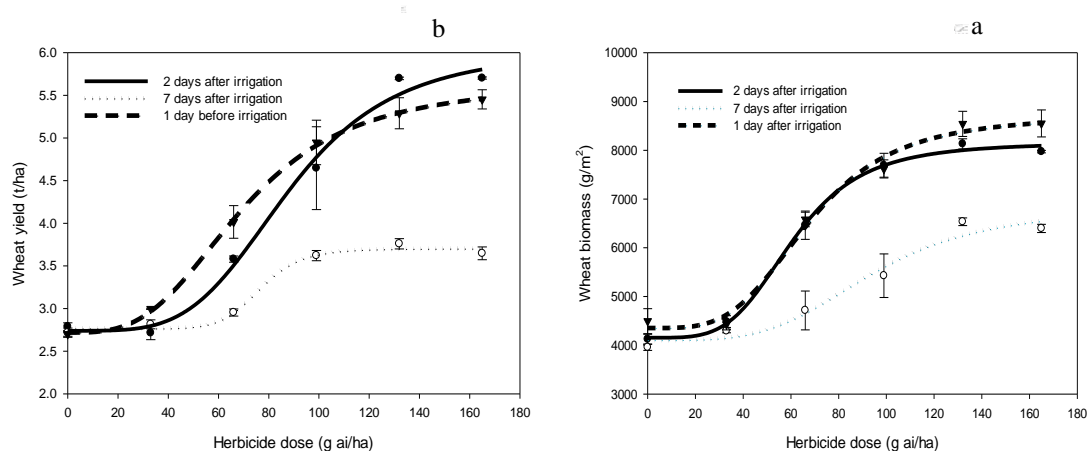 b
6.0
5.5
5.0
4.5
4.0
3.5
3.0
2.5
2.0
Wheat yield (t/ha)
2 days after irrigation
7 days after irrigation
1 day before irrigation
0 20 40 60 80 100 120 140 160 180
Herbicide dose (g ai/ha)
a
10000
9000
8000
7000
6000
5000
4000
3000
Wheat biomass (g/m²)
2 days after irrigation
7 days after irrigation
1 day after irrigation
0 20 40 60 80 100 120 140 160 180
Herbicide dose (g ai/ha)